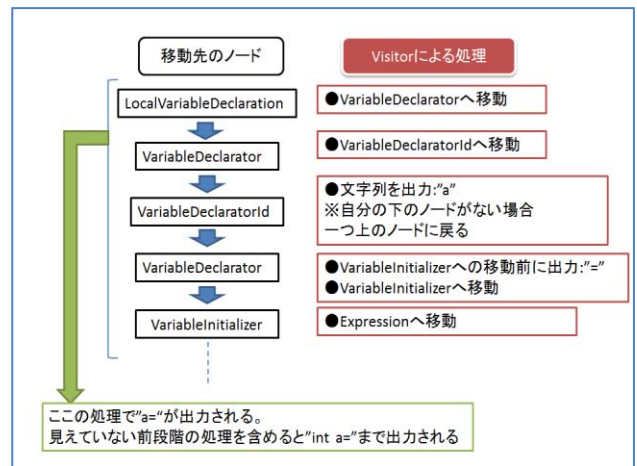 移動先のノード
Visitorによる処理
LocalVariableDeclaration
●VariableDeclaratorへ移動
VariableDeclarator
●VariableDeclaratorIdへ移動
VariableDeclaratorId
●文字列を出力:”a”
※自分の下のノードがない場合
一つ上のノードに戻る
VariableDeclarator
●VariableInitializerへの移動前に出力:”=”
●VariableInitializerへ移動
VariableInitializer
●Expressionへ移動
ここの処理で”a=“が出力される。
見えていない前段階の処理を含めると”int a=”まで出力される